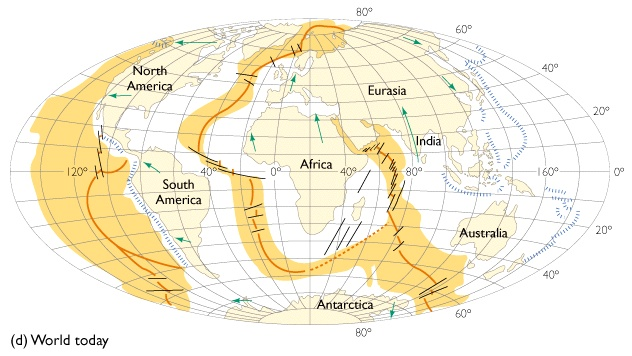 80°
60°
40°
20°
0°
North
America
Eurasia
India
Africa
120°
40°
40°
80°
160°
South
America
Australia
20°
40°
Antarctica
60°
80°
(d) World today